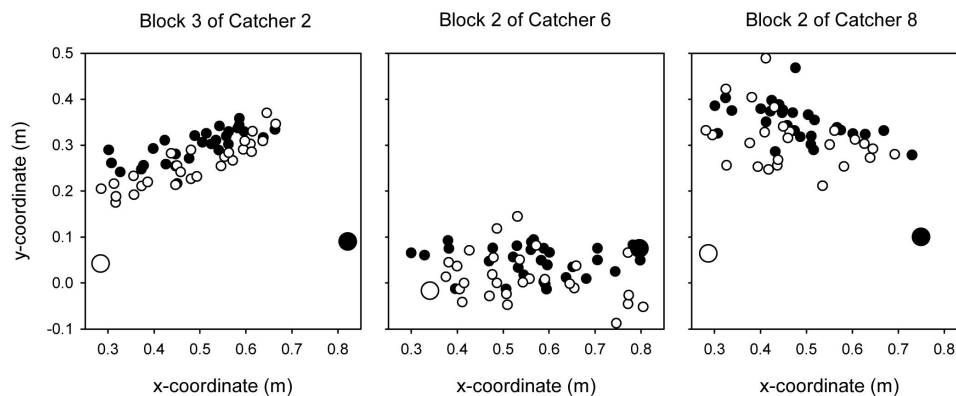 Block 3 of Catcher 2
Block 2 of Catcher 6
Block 2 of Catcher 8
y-coordinate (m)
0.5
0.4
0.3
0.2
0.1
0.0
-0.1
0.3 0.4 0.5 0.6 0.7 0.8
0.3 0.4 0.5 0.6 0.7 0.8
0.3 0.4 0.5 0.6 0.7 0.8
x-coordinate (m)
x-coordinate (m)
x-coordinate (m)